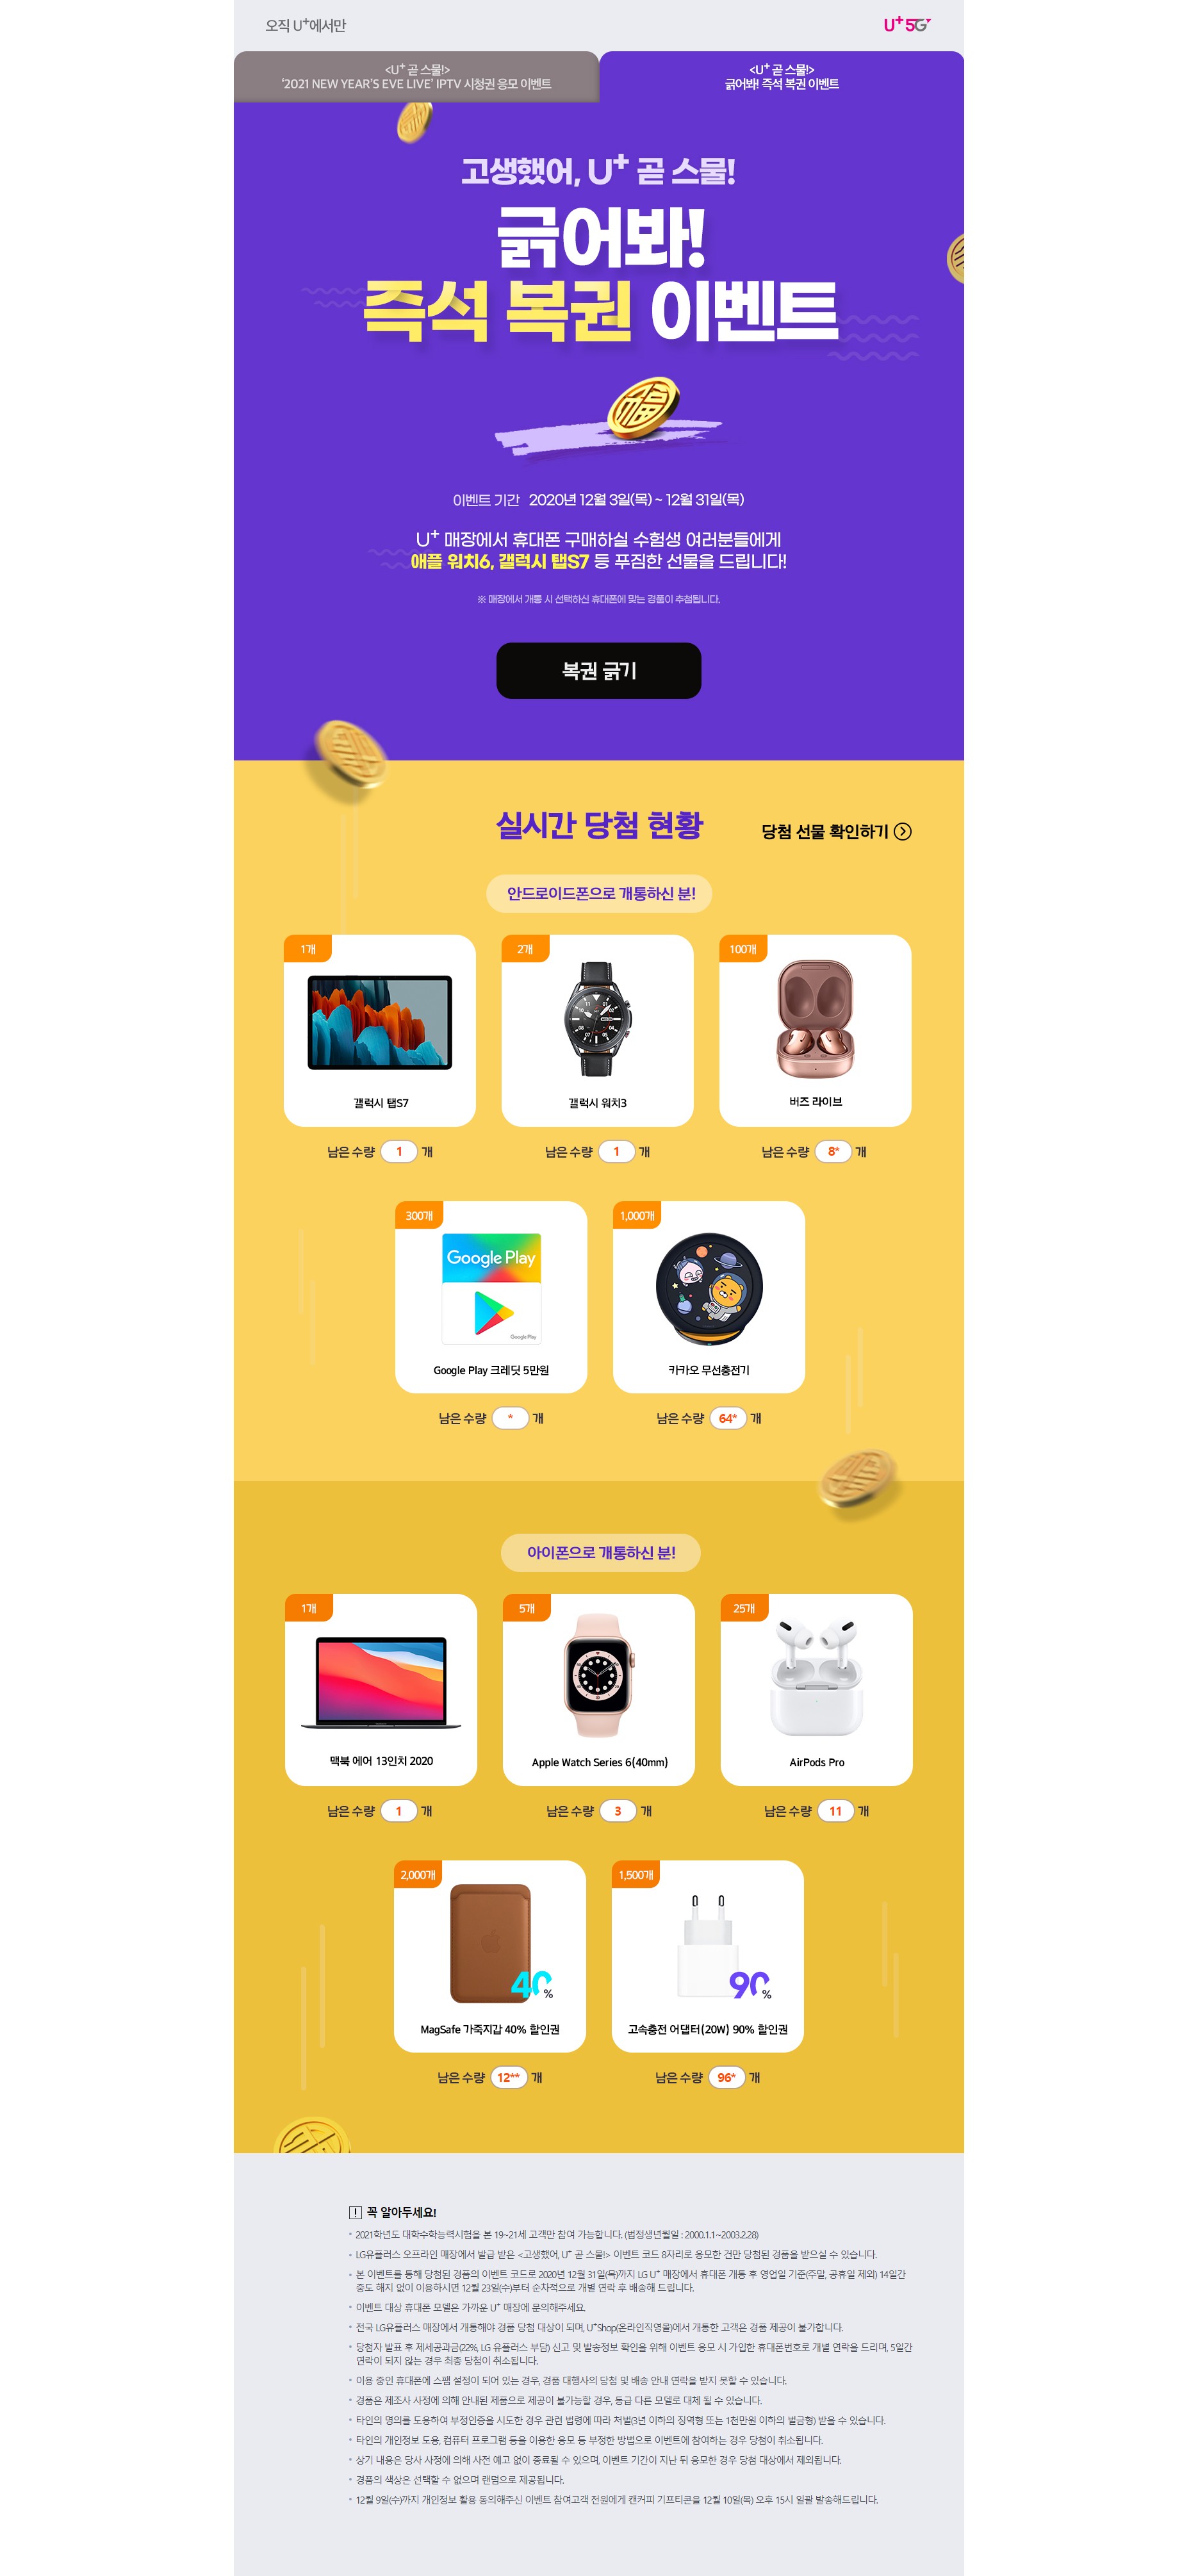 오직 U+에서만
U+5G
<U+ 곧 스물!>
'2021 NEW YEAR'S EVE LIVE' IPTV 시청권 응모 이벤트
<U+ 곧 스물!>
긁어봐! 즉석 복권 이벤트
고생했어, U+ 곧 스물!
긁어봐!
즉석 복권 이벤트
이벤트 기간 2020년 12월 3일(목) ~ 12월 31일(목)
U+ 매장에서 휴대폰 구매하실 수험생 여러분들에게
애플 워치6, 갤럭시 탭S7 등 푸짐한 선물을 드립니다!
※ 매장에서 개통 시 선택하신 휴대폰에 맞는 경품이 추첨됩니다.
복권 긁기
실시간 당첨 현황
당첨 선물 확인하기
안드로이드폰으로 개통하신 분!
1개
2개
100개
갤럭시 탭S7
갤럭시 워치3
버즈 라이브
남은 수량 1 개
남은 수량 1 개
남은 수량 8* 개
300개
1,000개
Google Play
Google Play
Google Play 크레딧 5만원
카카오 무선충전기
남은 수량 * 개
남은 수량 64* 개
아이폰으로 개통하신 분!
1개
5개
25개
맥북 에어 13인치 2020
Apple Watch Series 6(40mm)
AirPods Pro
남은 수량 1 개
남은 수량 3 개
남은 수량 11 개
2,000개
1,500개
40%
90%
MagSafe 가죽지갑 40% 할인권
고속충전 어댑터(20W) 90% 할인권
남은 수량 12** 개
남은 수량 96* 개
! 꼭 알아두세요!
• 2021학년도 대학수학능력시험을 본 19~21세 고객만 참여 가능합니다. (법정생년월일 : 2000.1.1~2003.2.28)
• LG유플러스 오프라인 매장에서 발급 받은 <고생했어, U+ 곧 스물!> 이벤트 코드 8자리로 응모한 건만 당첨된 경품을 받으실 수 있습니다.
• 본 이벤트를 통해 당첨된 경품의 이벤트 코드로 2020년 12월 31일(목)까지 LG U+ 매장에서 휴대폰 개통 후 영업일 기준(주말, 공휴일 제외) 14일간
중도 해지 없이 이용하시면 12월 23일(수)부터 순차적으로 개별 연락 후 배송해 드립니다.
• 이벤트 대상 휴대폰 모델은 가까운 U+ 매장에 문의해주세요.
• 전국 LG유플러스 매장에서 개통해야 경품 당첨 대상이 되며, U+Shop(온라인직영몰)에서 개통한 고객은 경품 제공이 불가합니다.
• 당첨자 발표 후 제세공과금(22%, LG 유플러스 부담) 신고 및 발송정보 확인을 위해 이벤트 응모 시 가입한 휴대폰번호로 개별 연락을 드리며, 5일간
연락이 되지 않는 경우 최종 당첨이 취소됩니다.
• 이용 중인 휴대폰에 스팸 설정이 되어 있는 경우, 경품 대행사의 당첨 및 배송 안내 연락을 받지 못할 수 있습니다.
• 경품은 제조사 사정에 의해 안내된 제품으로 제공이 불가능할 경우, 동급 다른 모델로 대체 될 수 있습니다.
• 타인의 명의를 도용하여 부정인증을 시도한 경우 관련 법령에 따라 처벌(3년 이하의 징역형 또는 1천만원 이하의 벌금형) 받을 수 있습니다.
• 타인의 개인정보 도용, 컴퓨터 프로그램 등을 이용한 응모 등 부정한 방법으로 이벤트에 참여하는 경우 당첨이 취소됩니다.
• 상기 내용은 당사 사정에 의해 사전 예고 없이 종료될 수 있으며, 이벤트 기간이 지난 뒤 응모한 경우 당첨 대상에서 제외됩니다.
• 경품의 색상은 선택할 수 없으며 랜덤으로 제공됩니다.
• 12월 9일(수)까지 개인정보 활용 동의해주신 이벤트 참여고객 전원에게 캔커피 기프티콘을 12월 10일(목) 오후 15시 일괄 발송해드립니다.